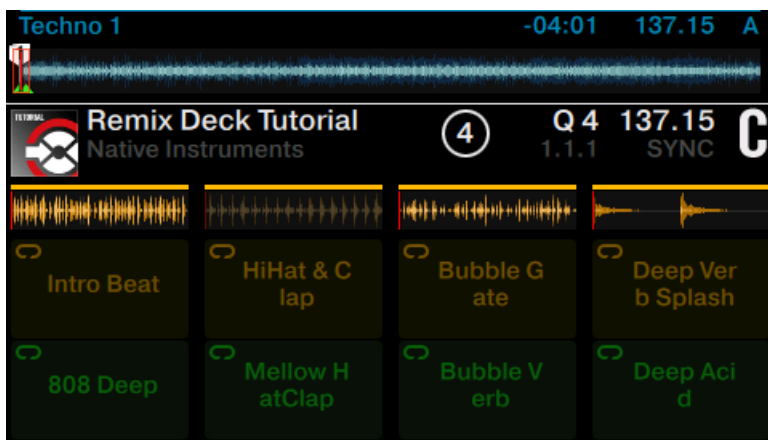 Techno 1 -04:01 137.15 A
1
TUTORIAL
Remix Deck Tutorial 4 Q 4 137.15 C
Native Instruments 1.1.1 SYNC
Intro Beat
HiHat & C
lap
Bubble G
ate
Deep Ver
b Splash
808 Deep
Mellow H
atClap
Bubble V
erb
Deep Aci
d